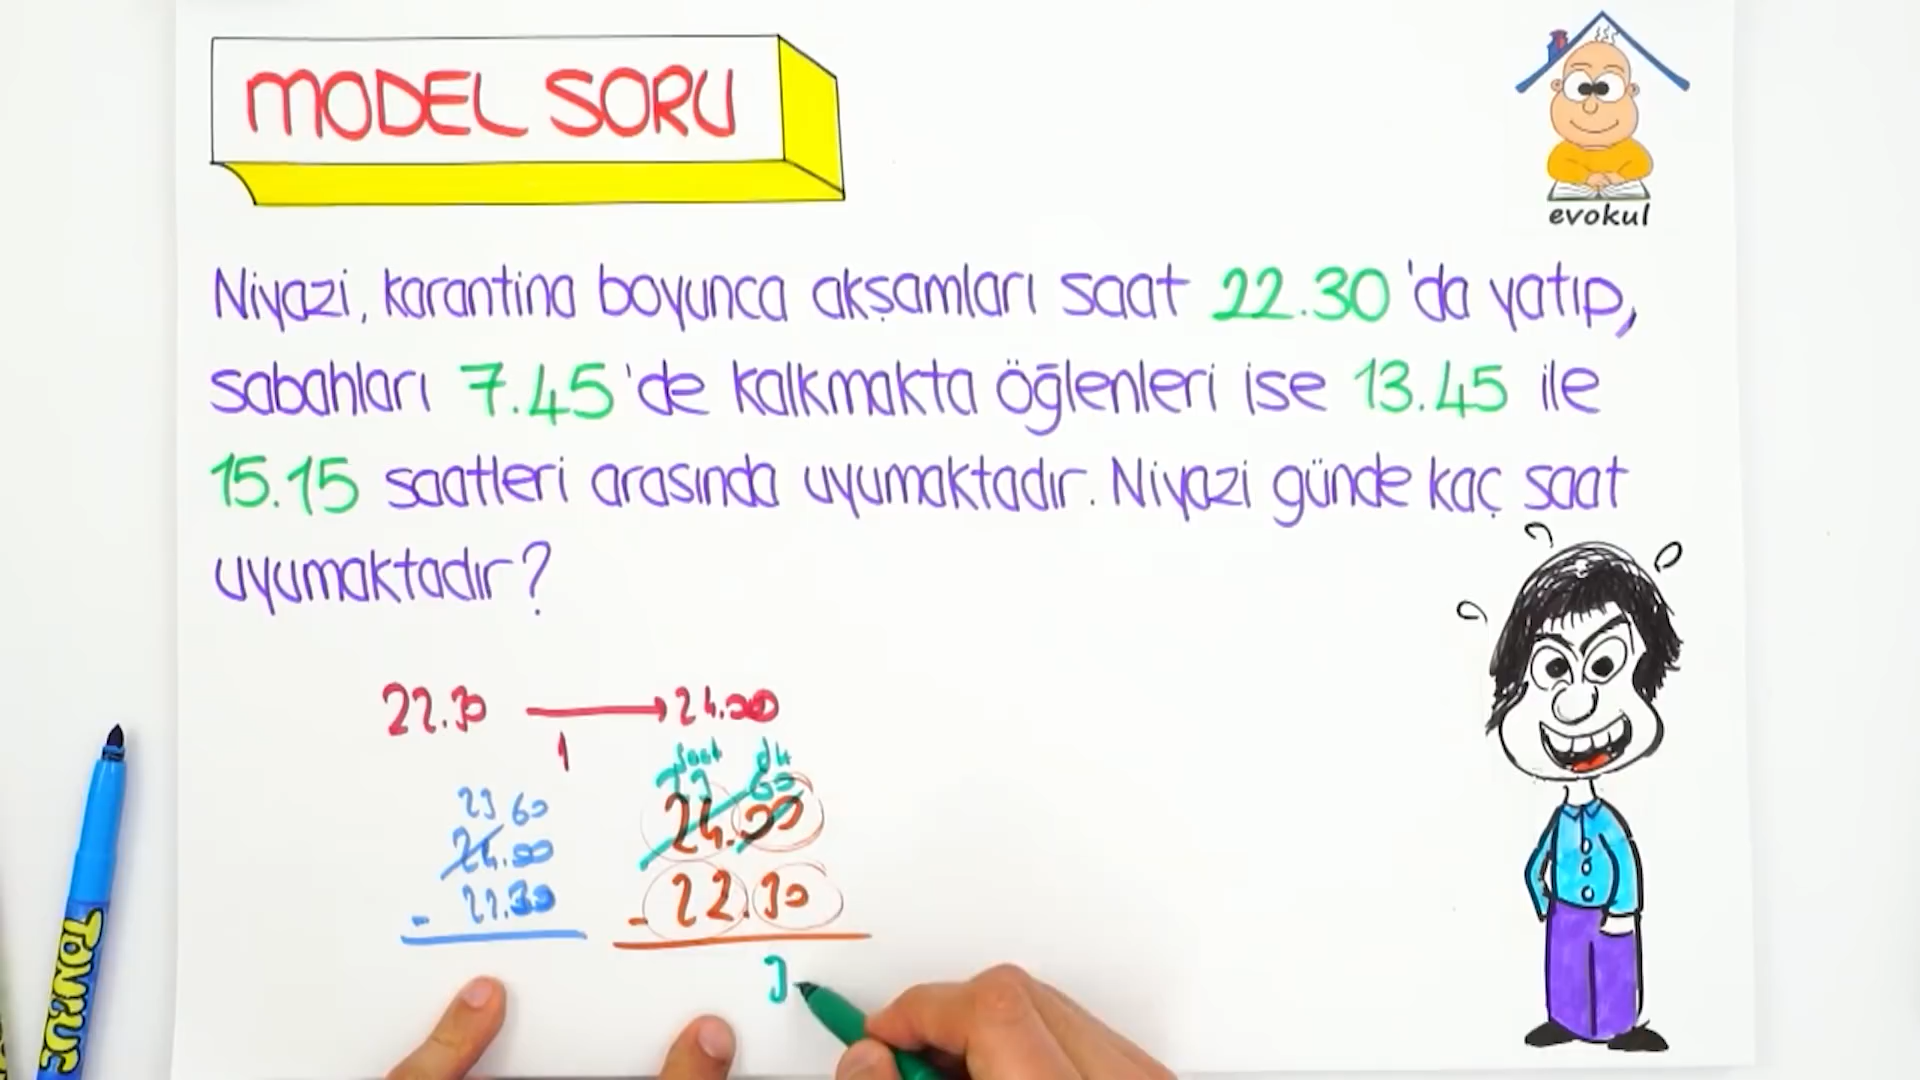 MODEL SORU
evokul
Niyazi, karantina boyunca akşamları saat 22.30'da yatıp,
sabahları 7.45'de kalkmakta öğlenleri ise 13.45 ile
15.15 saatleri arasında uyumaktadır. Niyazi günde kaç saat
uyumaktadır?
22.30 → 24.00
1
saat dk
23 60
24.00
- 22.30
23 60
24.00
- 22.30
3